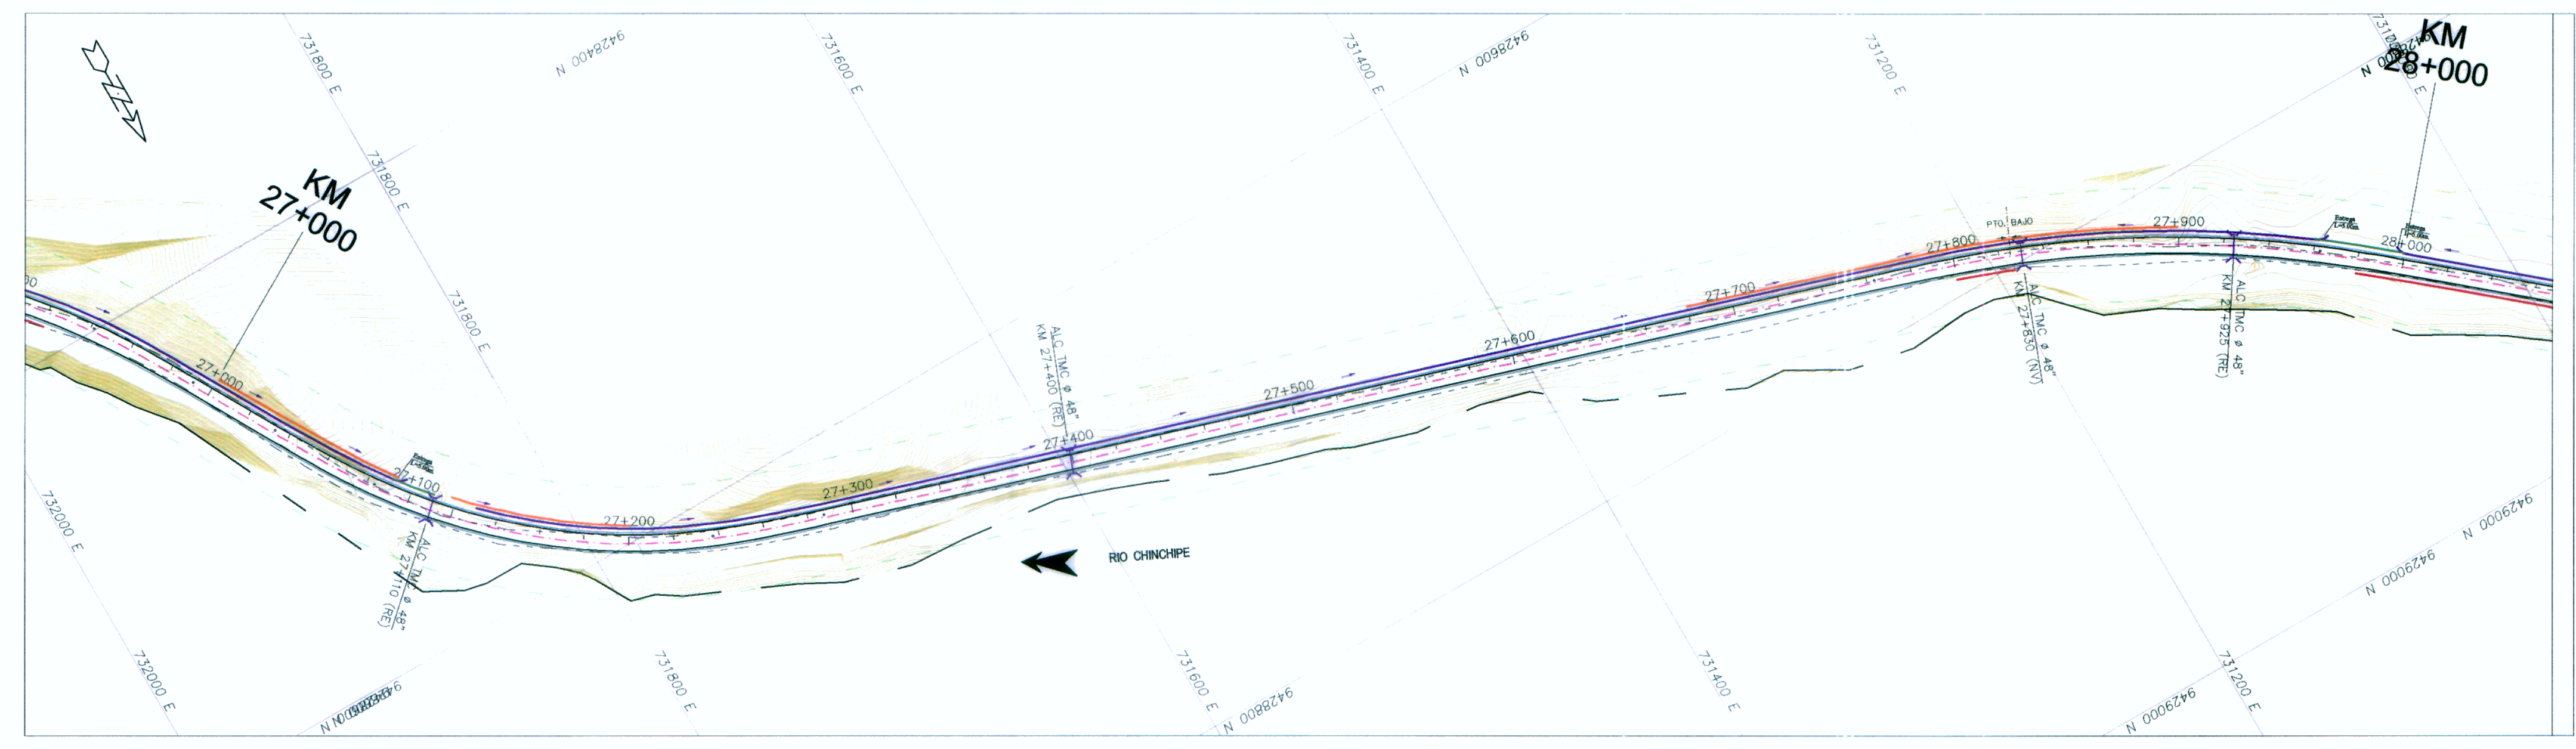 731800 E
9428400 N
731600 E
731400 E
9428600 N
731200 E
KM
28+000
731800 E
KM
27+000
731800 E
27+000
27+100
ALC TMC ø 48"
KM 27+110 (RE)
27+200
27+300
ALC TMC ø 48"
KM 27+400 (RE)
27+400
27+500
27+600
27+700
27+800
PTO. BAJO
27+900
28+000
ALC TMC ø 48"
KM 27+830 (NV)
ALC TMC ø 48"
KM 27+925 (RE)
RIO CHINCHIPE
732000 E
732000 E
731800 E
731600 E
9428800 N
731400 E
731200 E
9429000 N
9429000 N
9429000 N